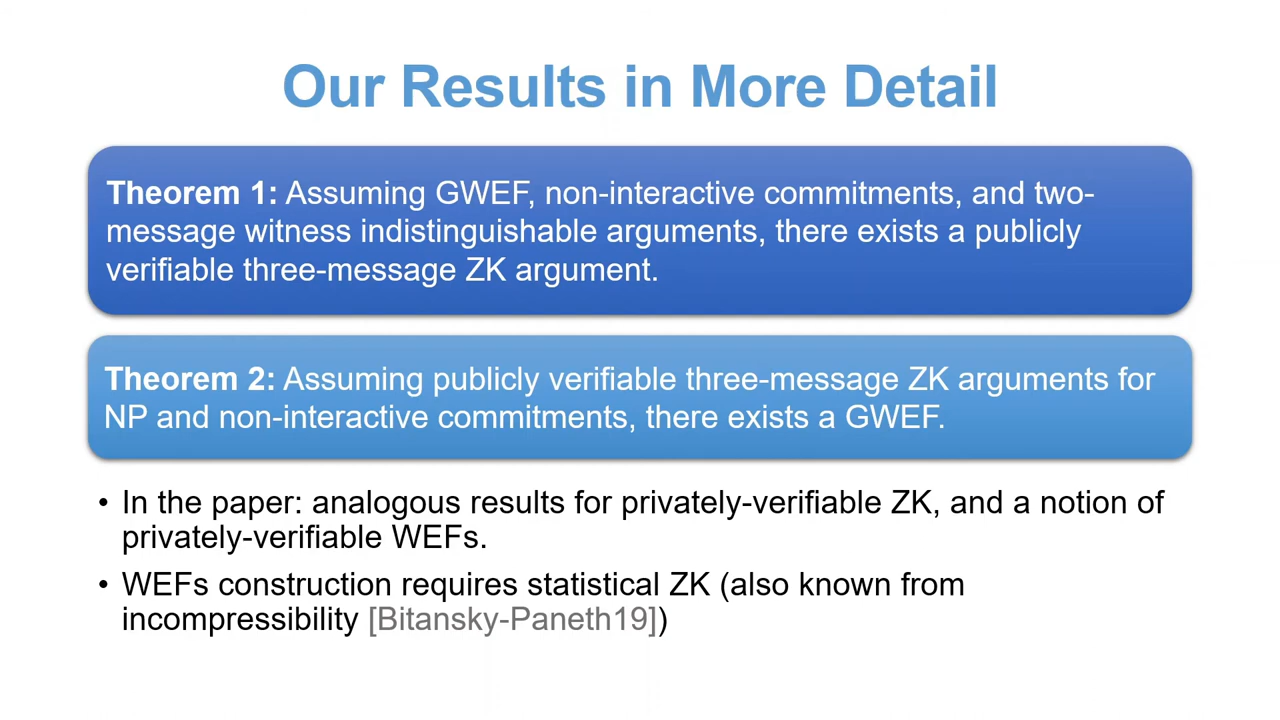 Our Results in More Detail
Theorem 1: Assuming GWEF, non-interactive commitments, and two-
message witness indistinguishable arguments, there exists a publicly
verifiable three-message ZK argument.
Theorem 2: Assuming publicly verifiable three-message ZK arguments for
NP and non-interactive commitments, there exists a GWEF.
• In the paper: analogous results for privately-verifiable ZK, and a notion of
privately-verifiable WEFs.
• WEFs construction requires statistical ZK (also known from
incompressibility [Bitansky-Paneth19])